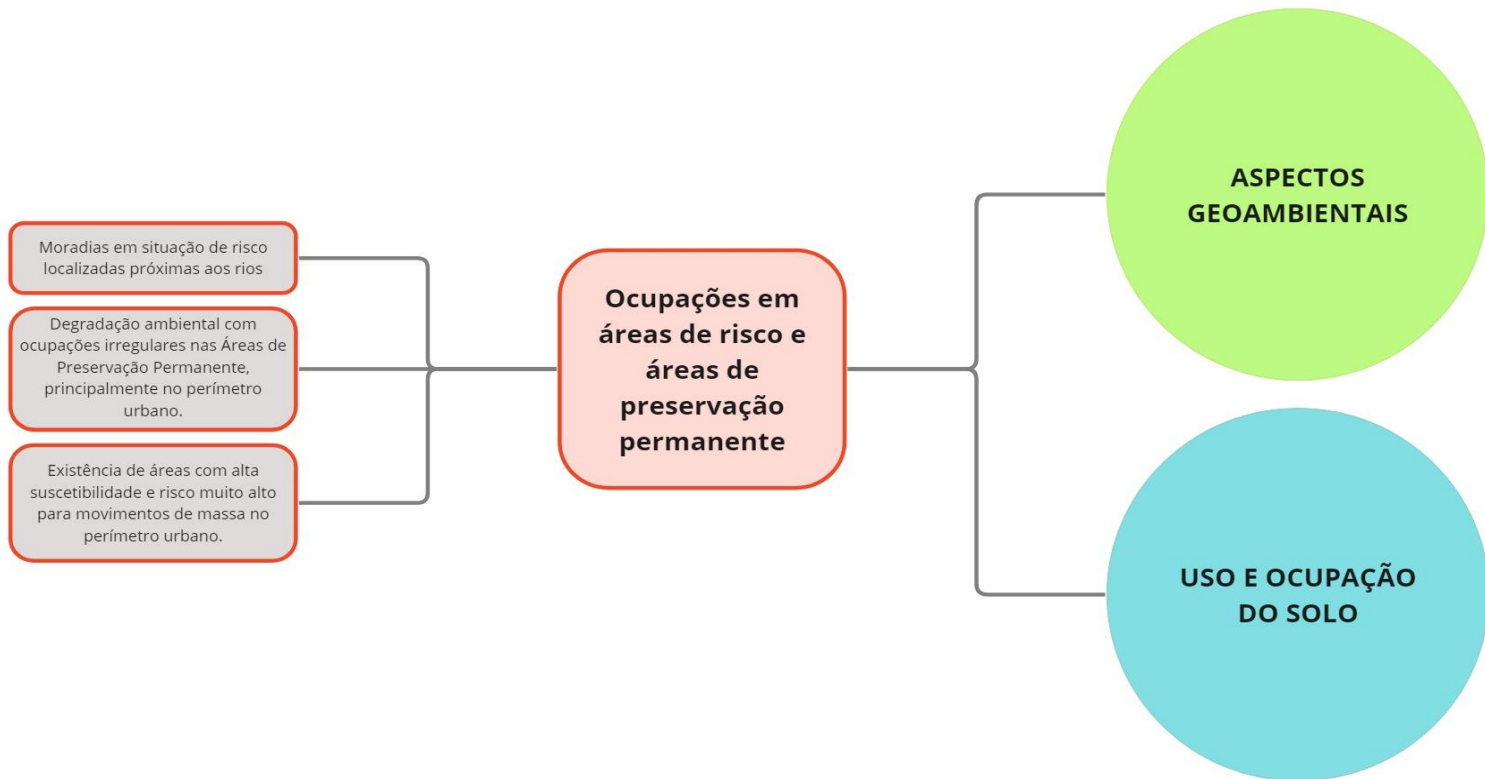 Moradias em situação de risco
localizadas próximas aos rios
Degradação ambiental com
ocupações irregulares nas Áreas de
Preservação Permanente,
principalmente no perímetro
urbano.
Existência de áreas com alta
suscetibilidade e risco muito alto
para movimentos de massa no
perímetro urbano.
Ocupações em
áreas de risco e
áreas de
preservação
permanente
ASPECTOS
GEOAMBIENTAIS
USO E OCUPAÇÃO
DO SOLO